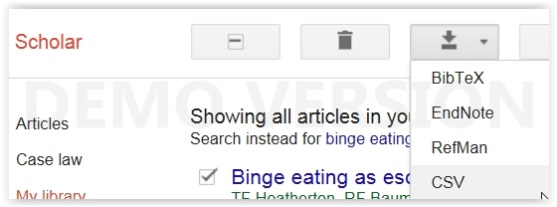 Scholar
BibTeX
EndNote
RefMan
CSV
DEMO VERSION
Articles
Case law
My library
Showing all articles in you
Search instead for binge eating
Binge eating as esc
TF Heatherton, RF Baum